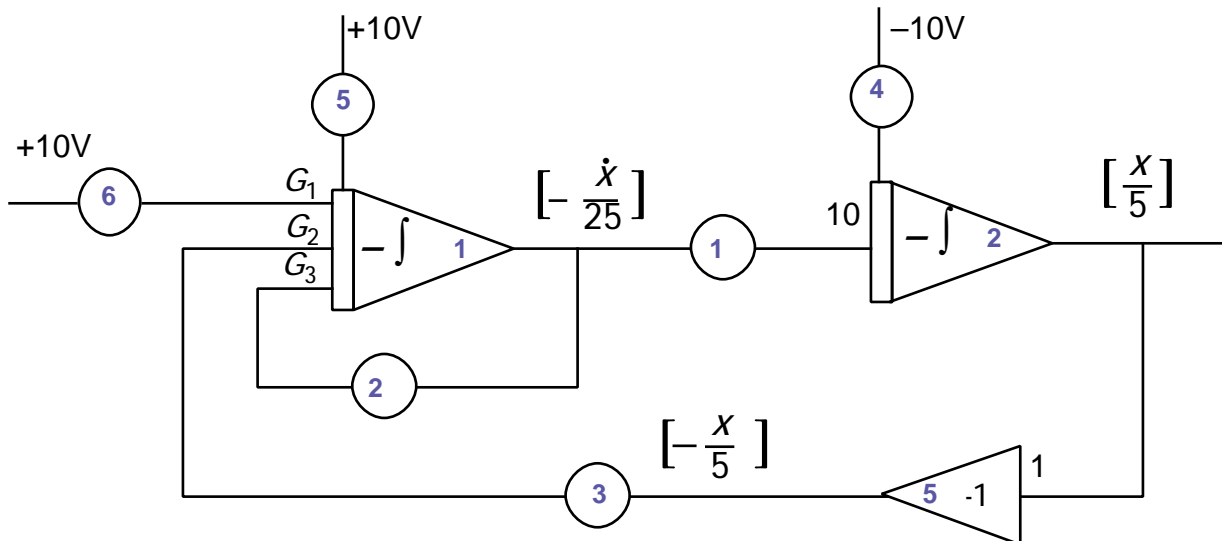 +10V
–10V
5
4
+10V
6
G1
[- ẋ/25]
[x/5]
G2
10
G3
-∫ 1
1
-∫ 2
2
[- x/5]
1
3
5 -1